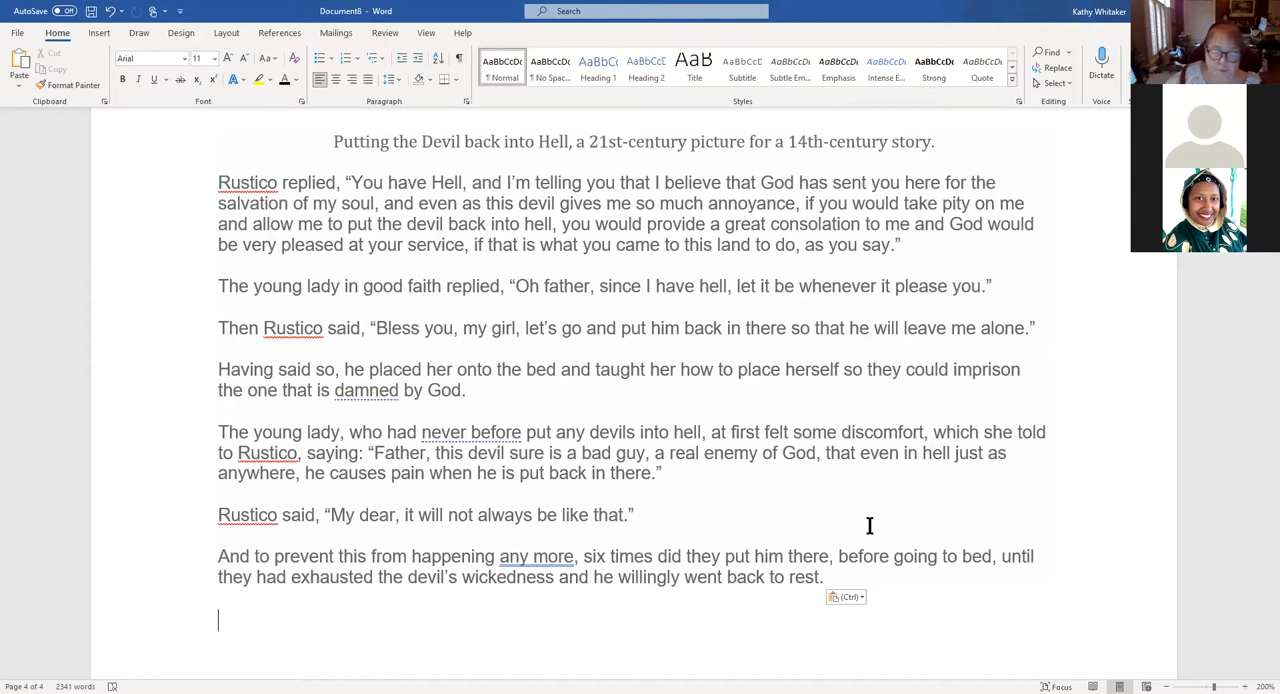 AutoSave Off Document8 - Word Search Kathy Whitaker
File Home Insert Draw Design Layout References Mailings Review View Help
Paste Cut Copy Format Painter Clipboard
Arial 11 Font
Paragraph
AaBbCcDc ¶ Normal AaBbCcDc ¶ No Spac... AaBbCc Heading 1 AaBbCcC Heading 2 AaB Title AaBbCcD Subtitle AaBbCcDc Subtle Em... AaBbCcDc Emphasis AaBbCcDc Intense E... AaBbCcDc Strong AaBbCcDc Quote Styles
Find Replace Select Editing
Dictate Voice
Putting the Devil back into Hell, a 21st-century picture for a 14th-century story.
Rustico replied, “You have Hell, and I’m telling you that I believe that God has sent you here for the
salvation of my soul, and even as this devil gives me so much annoyance, if you would take pity on me
and allow me to put the devil back into hell, you would provide a great consolation to me and God would
be very pleased at your service, if that is what you came to this land to do, as you say.”
The young lady in good faith replied, “Oh father, since I have hell, let it be whenever it please you.”
Then Rustico said, “Bless you, my girl, let’s go and put him back in there so that he will leave me alone.”
Having said so, he placed her onto the bed and taught her how to place herself so they could imprison
the one that is damned by God.
The young lady, who had never before put any devils into hell, at first felt some discomfort, which she told
to Rustico, saying: “Father, this devil sure is a bad guy, a real enemy of God, that even in hell just as
anywhere, he causes pain when he is put back in there.”
Rustico said, “My dear, it will not always be like that.”
And to prevent this from happening any more, six times did they put him there, before going to bed, until
they had exhausted the devil’s wickedness and he willingly went back to rest.
(Ctrl)
Page 4 of 4 2341 words Focus 200%